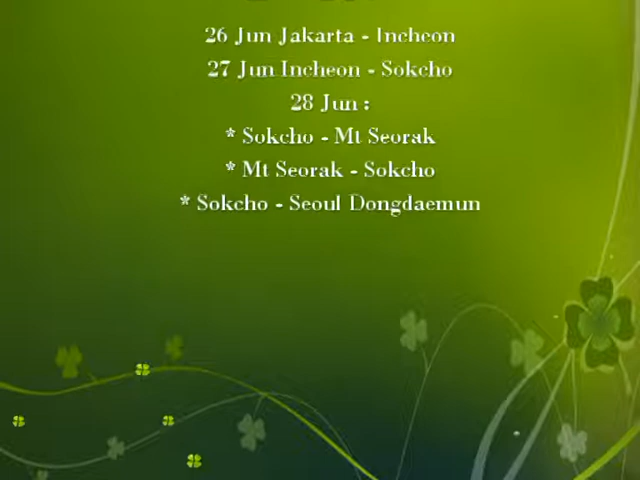 26 Jun Jakarta - Incheon
27 Jun Incheon - Sokcho
28 Jun :
* Sokcho - Mt Seorak
* Mt Seorak - Sokcho
* Sokcho - Seoul Dongdaemun